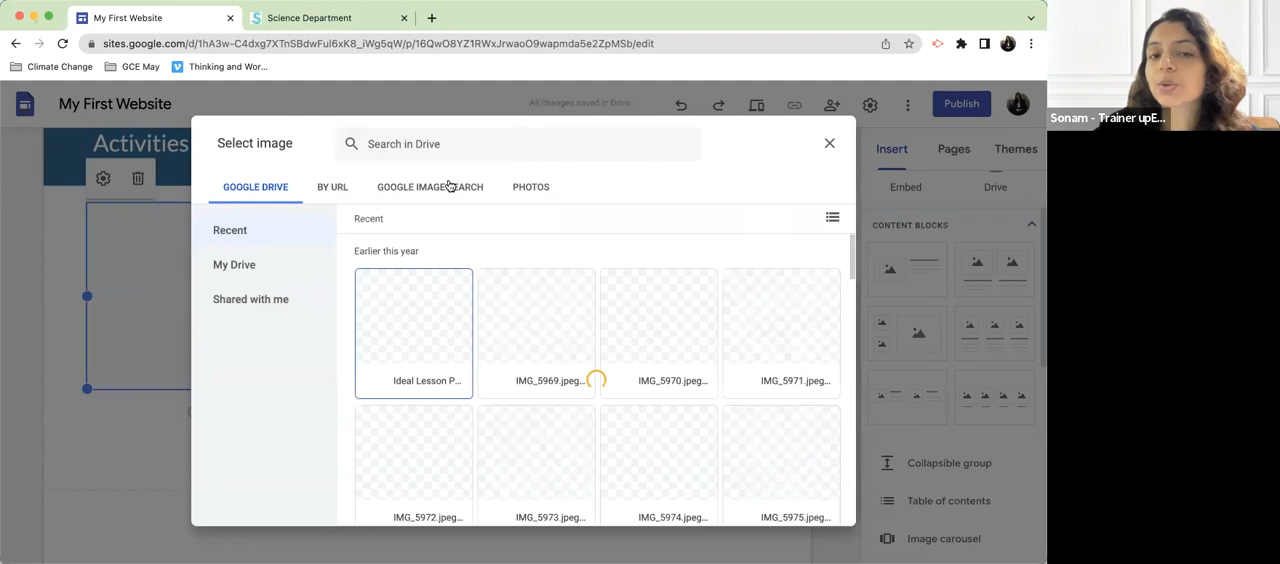 My First Website
Science Department
sites.google.com/d/1hA3w-C4dxg7XTnSBdwFul6xK8_iWg5qW/p/16QwO8YZ1RWxJrwaoO9wapmda5e2ZpMSb/edit
Climate Change
GCE May
Thinking and Wor...
My First Website
All changes saved in Drive
Publish
Sonam - Trainer upE...
Activities
Select image
Search in Drive
Insert
Pages
Themes
GOOGLE DRIVE
BY URL
GOOGLE IMAGE SEARCH
PHOTOS
Embed
Drive
Recent
My Drive
Shared with me
Recent
Earlier this year
CONTENT BLOCKS
Ideal Lesson P...
IMG_5969.jpeg...
IMG_5970.jpeg...
IMG_5971.jpeg...
IMG_5972.jpeg...
IMG_5973.jpeg...
IMG_5974.jpeg...
IMG_5975.jpeg...
Collapsible group
Table of contents
Image carousel